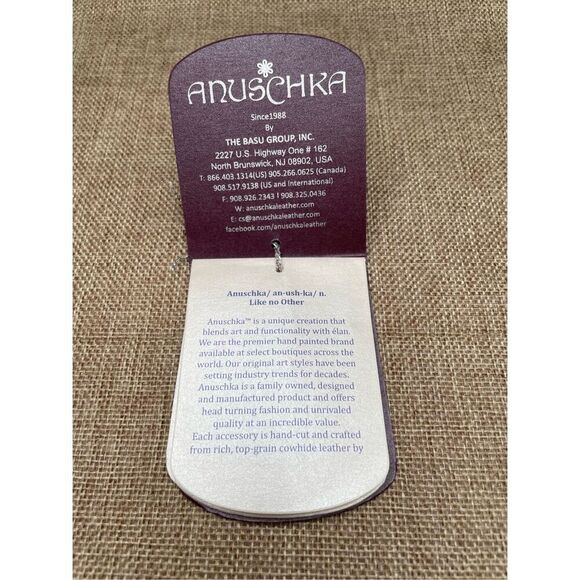 ANUSCHKA
Since1988
By
THE BASU GROUP, INC.
2227 U.S. Highway One # 162
North Brunswick, NJ 08902, USA
T: 866.403.1314(US) 905.266.0625 (Canada)
908.517.9138 (US and International)
F: 908.926.2343 I 908.325.0436
W: anuschkaleather.com
E: cs@anuschkaleather.com
facebook.com/anuschkaleather
Anuschka/ an-ush-ka/ n.
Like no Other
Anuschka™ is a unique creation that
blends art and functionality with élan.
We are the premier hand painted brand
available at select boutiques across the
world. Our original art styles have been
setting industry trends for decades.
Anuschka is a family owned, designed
and manufactured product and offers
head turning fashion and unrivaled
quality at an incredible value.
Each accessory is hand-cut and crafted
from rich, top-grain cowhide leather by